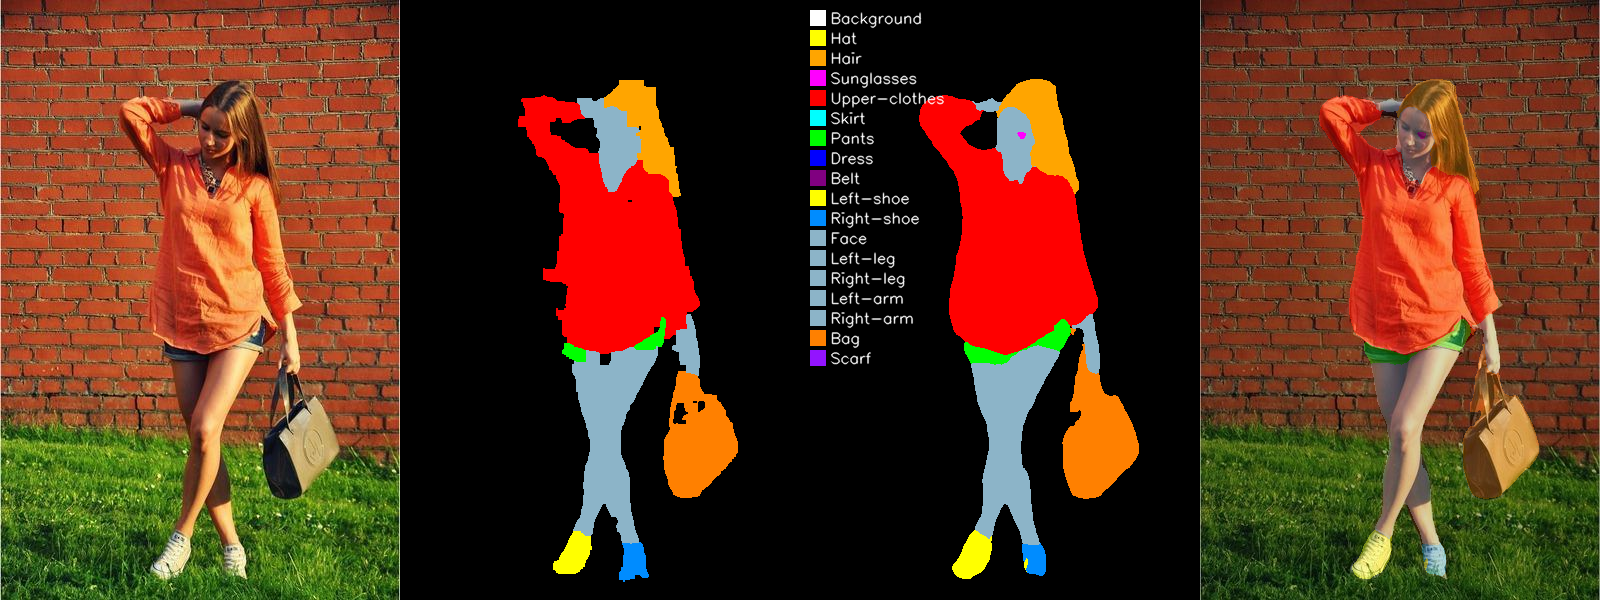 Background
Hat
Hair
Sunglasses
Upper-clothes
Skirt
Pants
Dress
Belt
Left-shoe
Right-shoe
Face
Left-leg
Right-leg
Left-arm
Right-arm
Bag
Scarf